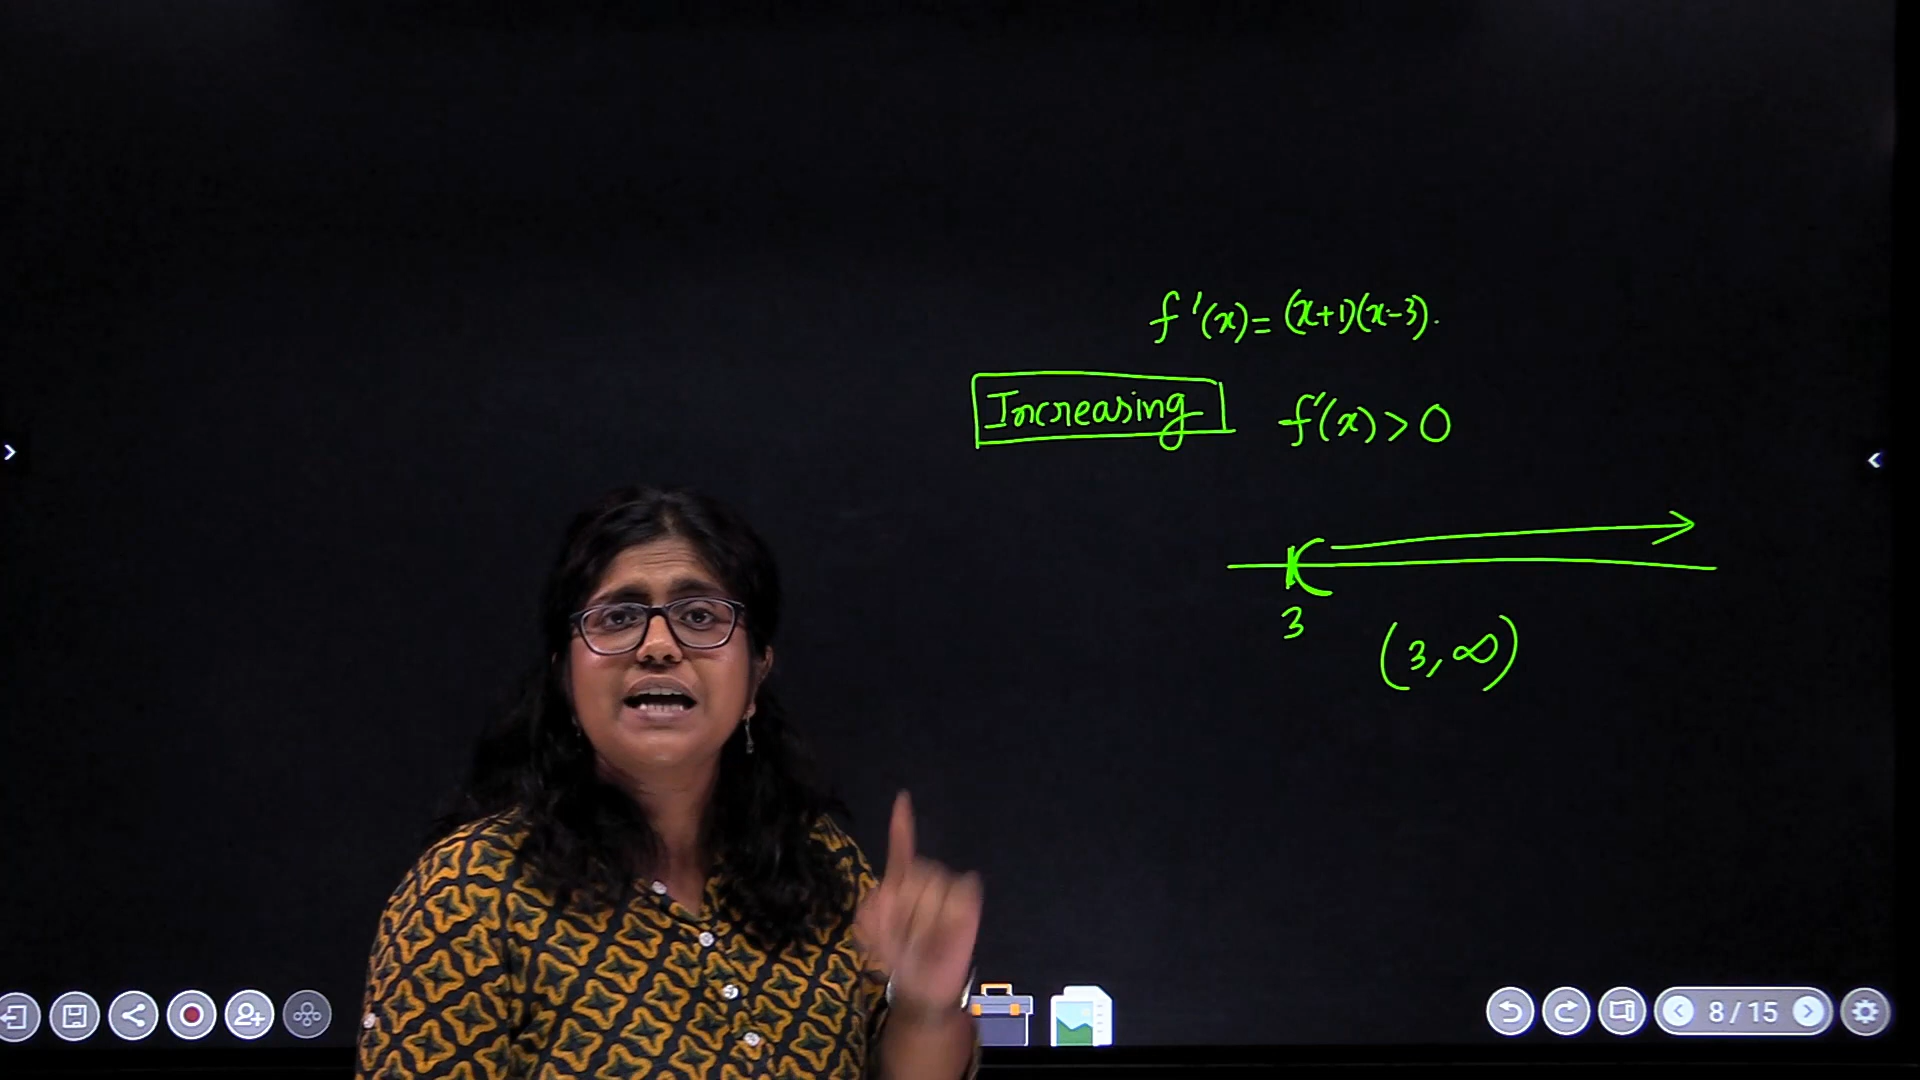 f'(x) = (x+1)(x-3).
Increasing f'(x) > 0
3
(3, ∞)
8 / 15